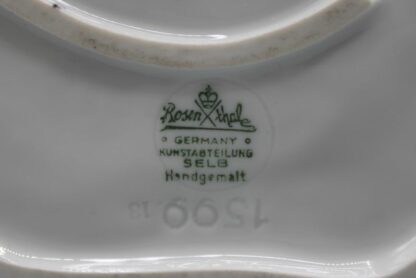 Rosenthal
GERMANY
KUNSTABTEILUNG
SELB
Handgemalt